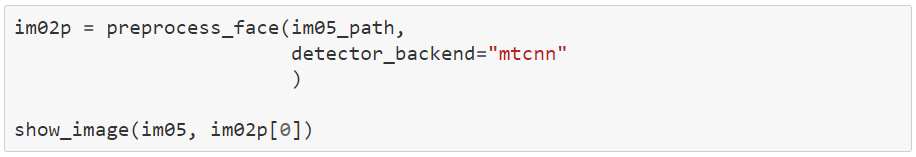 im02p = preprocess_face(im05_path,
                        detector_backend="mtcnn"
                        )
show_image(im05, im02p[0])